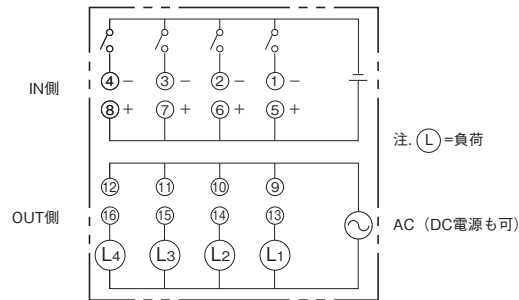 ④ − ③ − ② − ① −
IN側
⑧ + ⑦ + ⑥ + ⑤ +
注. Ⓛ=負荷
⑫ ⑪ ⑩ ⑨
OUT側
⑯ ⑮ ⑭ ⑬
AC（DC電源も可）
L4 L3 L2 L1